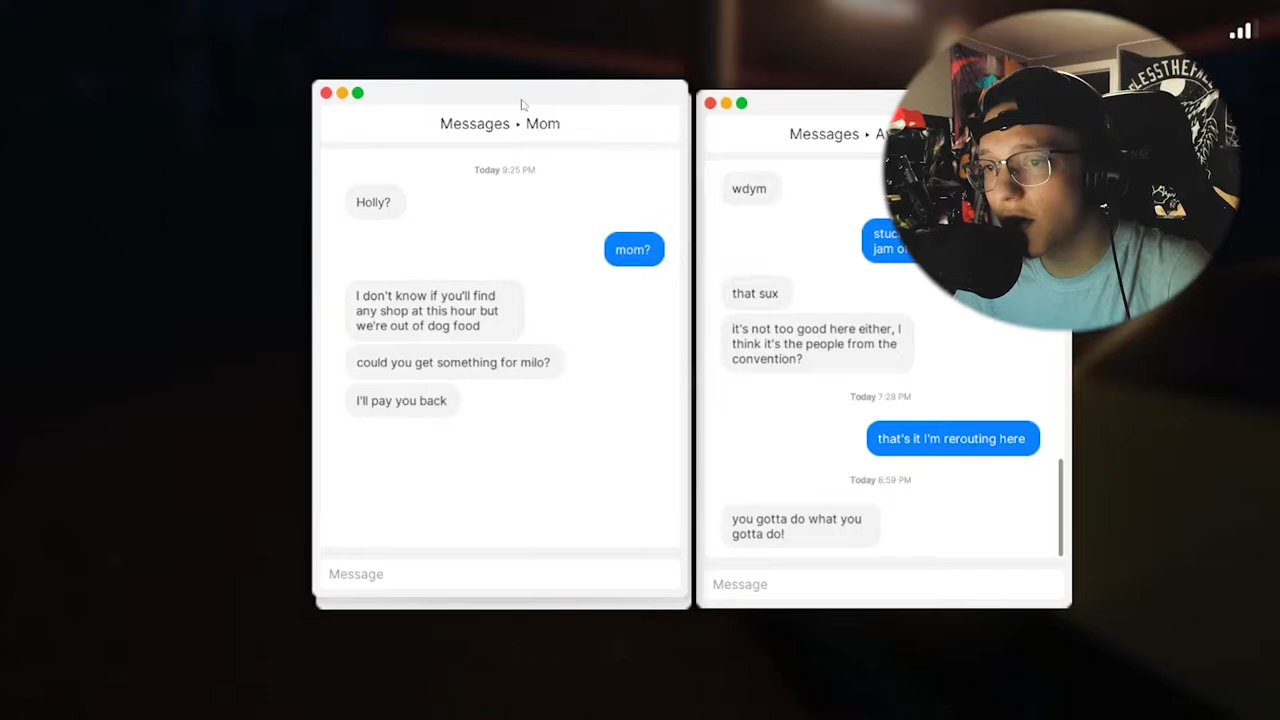 Messages ‣ Mom
Today 9:25 PM
Holly?
mom?
I don't know if you'll find
any shop at this hour but
we're out of dog food
could you get something for milo?
I'll pay you back
Message
Messages ‣
wdym
jam
that sux
it's not too good here either, I
think it's the people from the
convention?
Today 7:28 PM
that's it I'm rerouting here
Today 8:59 PM
you gotta do what you
gotta do!
Message